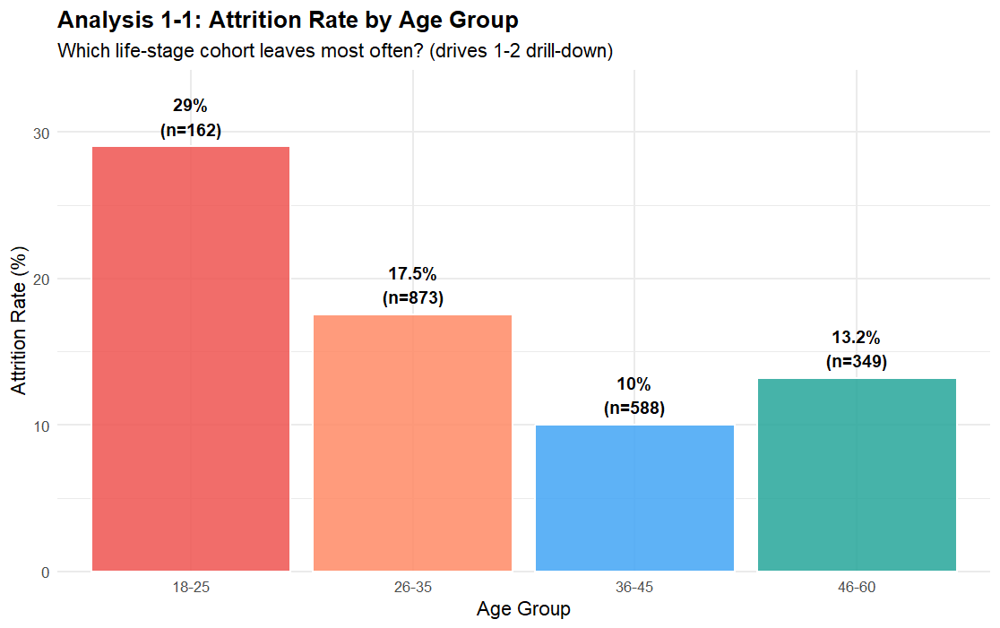 Analysis 1-1: Attrition Rate by Age Group
Which life-stage cohort leaves most often? (drives 1-2 drill-down)
Attrition Rate (%)
30
20
10
0
29%
(n=162)
17.5%
(n=873)
10%
(n=588)
13.2%
(n=349)
18-25
26-35
36-45
46-60
Age Group